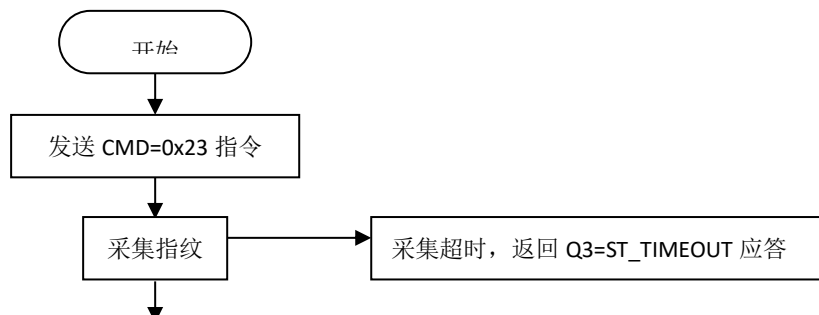 开始
发送 CMD=0x23 指令
采集指纹
采集超时，返回 Q3=ST_TIMEOUT 应答